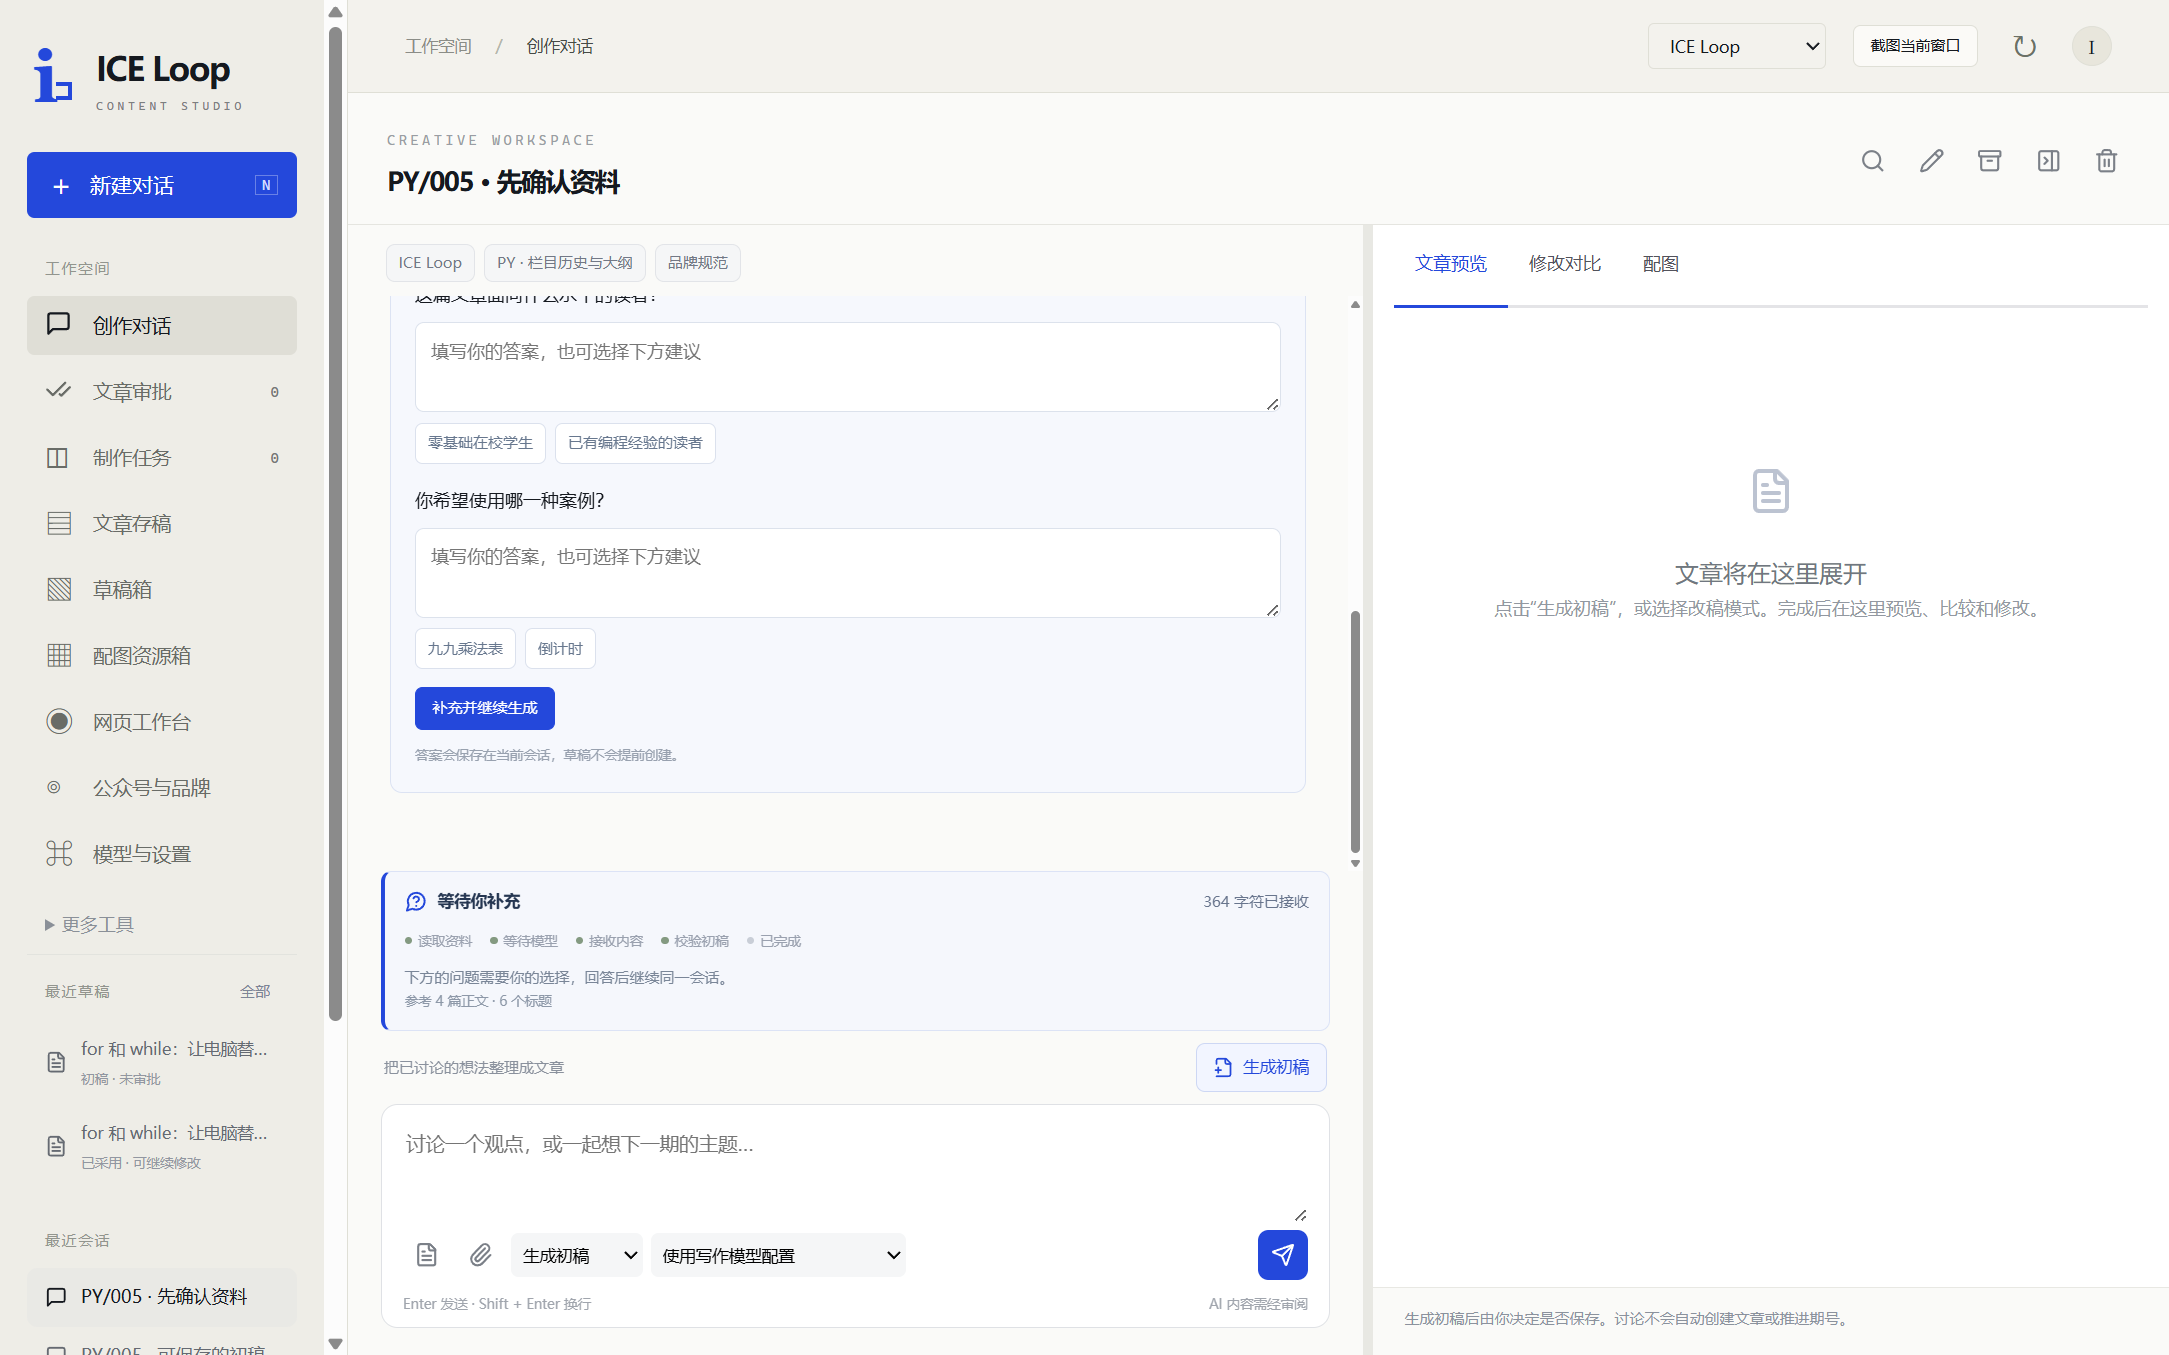 ICE Loop
CONTENT STUDIO
+ 新建对话 N
工作空间
创作对话
文章审批 0
制作任务 0
文章存稿
草稿箱
配图资源箱
网页工作台
公众号与品牌
模型与设置
更多工具
最近草稿 全部
for 和 while：让电脑替...
初稿 · 未审批
for 和 while：让电脑替...
已采用 · 可继续修改
最近会话
PY/005 · 先确认资料
PY/005 · 可保存的初稿
工作空间 / 创作对话
ICE Loop
截图当前窗口
I
CREATIVE WORKSPACE
PY/005 • 先确认资料
ICE Loop
PY · 栏目历史与大纲
品牌规范
这篇文章面向什么水平的读者？
填写你的答案，也可选择下方建议
零基础在校学生
已有编程经验的读者
你希望使用哪一种案例？
填写你的答案，也可选择下方建议
九九乘法表
倒计时
补充并继续生成
答案会保存在当前会话，草稿不会提前创建。
等待你补充
364 字符已接收
读取资料 等待模型 接收内容 校验初稿 已完成
下方的问题需要你的选择，回答后继续同一会话。
参考 4 篇正文 · 6 个标题
把已讨论的想法整理成文章
生成初稿
讨论一个观点，或一起想下一期的主题...
生成初稿
使用写作模型配置
Enter 发送 · Shift + Enter 换行
AI 内容需经审阅
文章预览 修改对比 配图
文章将在这里展开
点击“生成初稿”，或选择改稿模式。完成后在这里预览、比较和修改。
生成初稿后由你决定是否保存。讨论不会自动创建文章或推进期号。